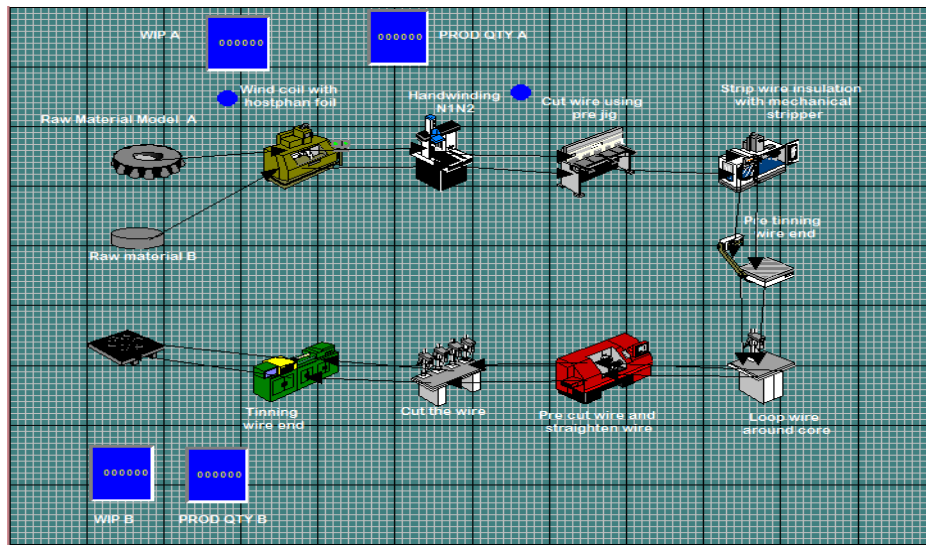 WIP A
000000
000000
PROD QTY A
Wind coil with
hostphan foil
Handwinding
N1N2
Cut wire using
pre jig
Strip wire insulation
with mechanical
stripper
Raw Material Model A
Raw material B
Pre tinning
wire end
Tinning
wire end
Cut the wire
Pre cut wire and
straighten wire
Loop wire
around core
000000
000000
WIP B
PROD QTY B